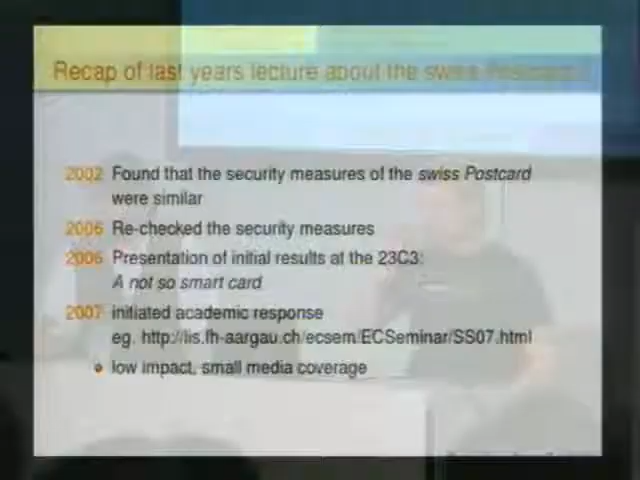 Recap of last years lecture about the swiss Postcard
2002 Found that the security measures of the swiss Postcard
were similar
2006 Re-checked the security measures
2006 Presentation of initial results at the 23C3:
A not so smart card
2007 initiated academic response
eg. http://lis.fh-aargau.ch/ecsem/ECSeminar/SS07.html
low impact, small media coverage